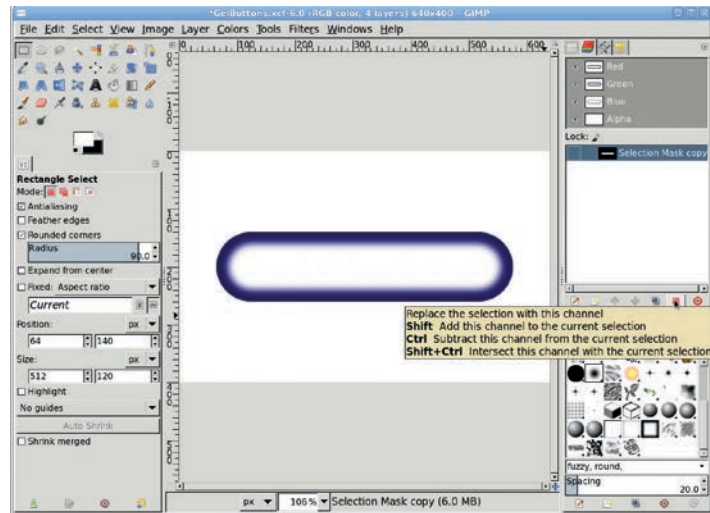 *GelButtons.xcf-6.0 (RGB color, 4 layers) 640x400 – GIMP
File Edit Select View Image Layer Colors Tools Filters Windows Help
0 100 200 300 400 500 600
Red
Green
Blue
Alpha
Lock:
Selection Mask copy
Rectangle Select
Mode:
Antialiasing
Feather edges
Rounded corners
Radius
90.0
Expand from center
Fixed: Aspect ratio
Current
Position: px
64 140
Size: px
512 120
Highlight
No guides
Auto Shrink
Shrink merged
Replace the selection with this channel
Shift Add this channel to the current selection
Ctrl Subtract this channel from the current selection
Shift+Ctrl Intersect this channel with the current selection
fuzzy, round,
Spacing
20.0
px 106% Selection Mask copy (6.0 MB)